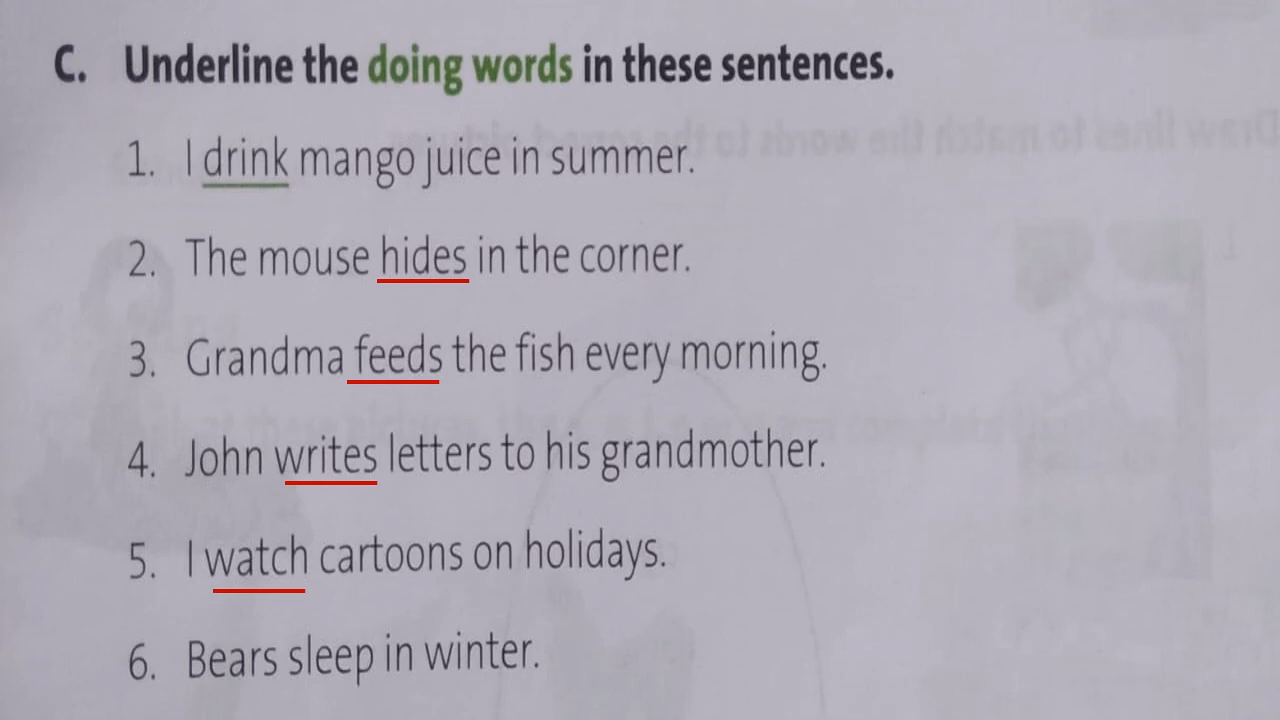 C. Underline the doing words in these sentences.
1. I drink mango juice in summer.
2. The mouse hides in the corner.
3. Grandma feeds the fish every morning.
4. John writes letters to his grandmother.
5. I watch cartoons on holidays.
6. Bears sleep in winter.